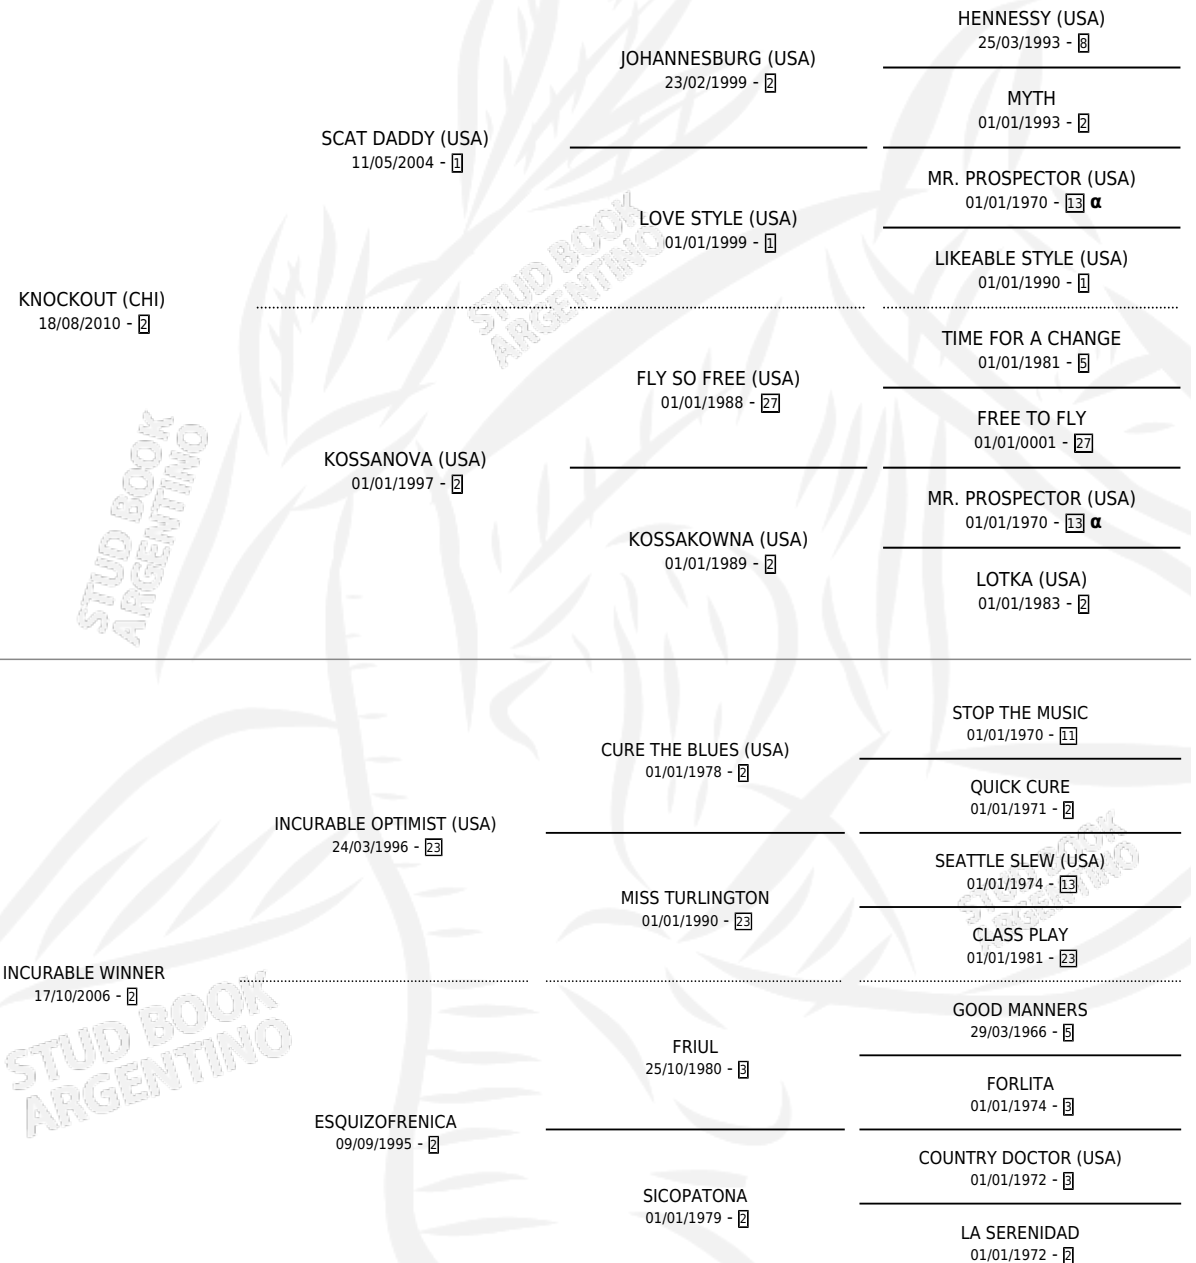 HENNESSY (USA)
25/03/1993 - 8
JOHANNESBURG (USA)
23/02/1999 - 2
MYTH
01/01/1993 - 2
SCAT DADDY (USA)
11/05/2004 - 1
MR. PROSPECTOR (USA)
01/01/1970 - 13 α
LOVE STYLE (USA)
01/01/1999 - 1
LIKEABLE STYLE (USA)
01/01/1990 - 1
STUD BOOK
ARGENTINO
KNOCKOUT (CHI)
18/08/2010 - 2
TIME FOR A CHANGE
01/01/1981 - 5
FLY SO FREE (USA)
01/01/1988 - 27
FREE TO FLY
01/01/0001 - 27
KOSSANOVA (USA)
01/01/1997 - 2
MR. PROSPECTOR (USA)
01/01/1970 - 13 α
KOSSAKOWNA (USA)
01/01/1989 - 2
LOTKA (USA)
01/01/1983 - 2
STUD BOOK
ARGENTINO
STOP THE MUSIC
01/01/1970 - 11
CURE THE BLUES (USA)
01/01/1978 - 2
QUICK CURE
01/01/1971 - 2
INCURABLE OPTIMIST (USA)
24/03/1996 - 23
SEATTLE SLEW (USA)
01/01/1974 - 13
MISS TURLINGTON
01/01/1990 - 23
CLASS PLAY
01/01/1981 - 23
STUD BOOK
ARGENTINO
INCURABLE WINNER
17/10/2006 - 2
GOOD MANNERS
29/03/1966 - 5
FRIUL
25/10/1980 - 3
FORLITA
01/01/1974 - 3
ESQUIZOFRENICA
09/09/1995 - 2
COUNTRY DOCTOR (USA)
01/01/1972 - 3
SICOPATONA
01/01/1979 - 2
LA SERENIDAD
01/01/1972 - 2
STUD BOOK
ARGENTINO